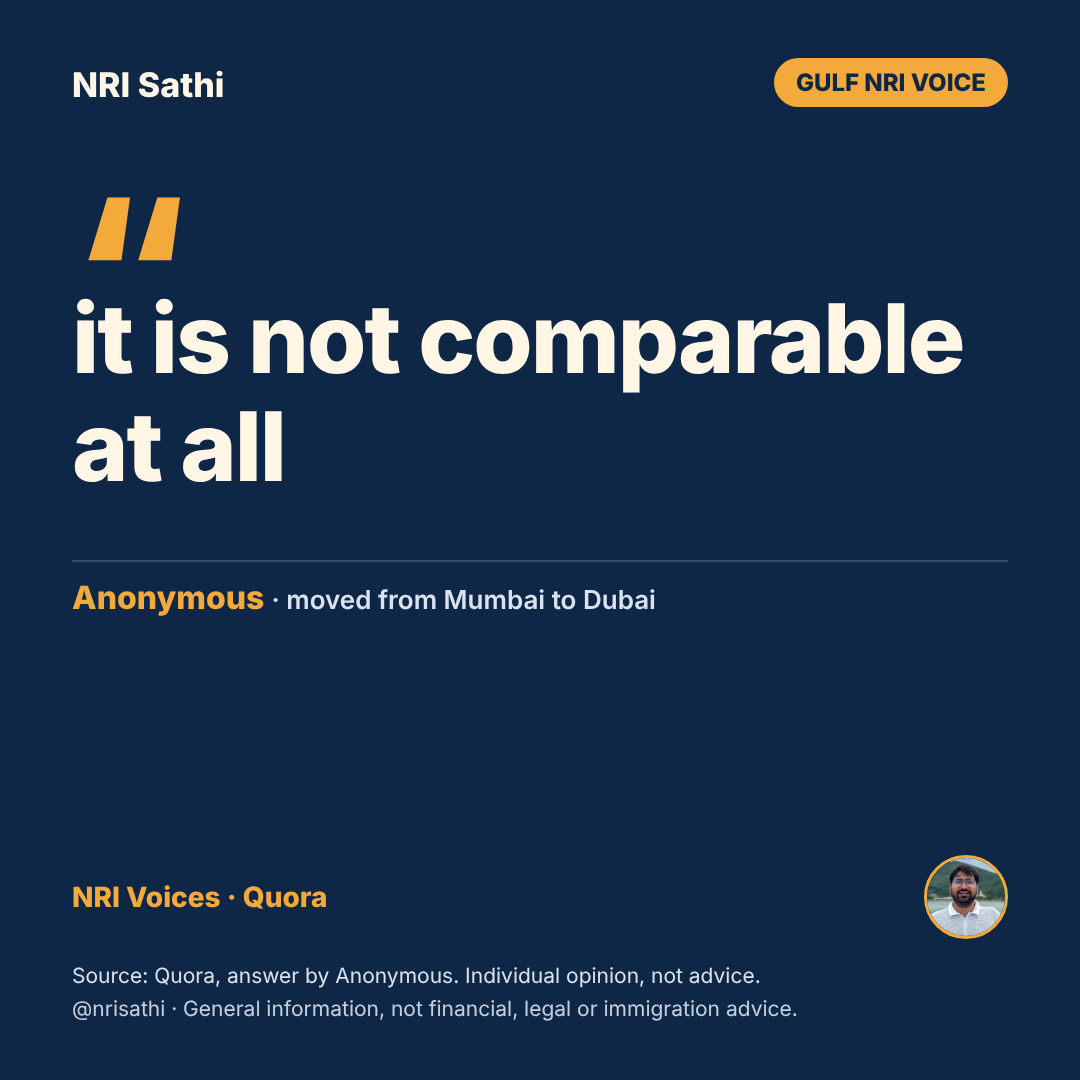 NRI Sathi
GULF NRI VOICE
"
it is not comparable
at all
Anonymous · moved from Mumbai to Dubai
NRI Voices · Quora
Source: Quora, answer by Anonymous. Individual opinion, not advice.
@nrisathi · General information, not financial, legal or immigration advice.